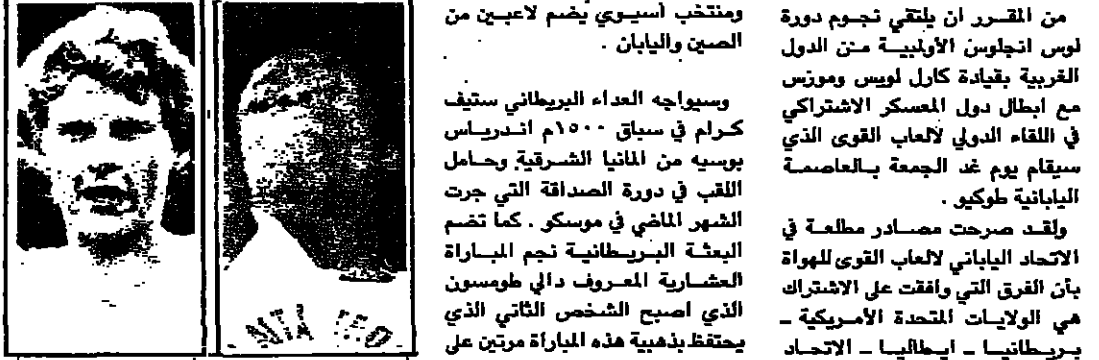 من المقرر ان يلتقي نجوم دورة
لوس انجلوس الأولمبية من الدول
الغربية بقيادة كارل لويس وموزس
مع ابطال دول المعسكر الاشتراكي
في اللقاء الدولي لالعاب القوى الذي
سيقام يوم غد الجمعة بالعاصمة
اليابانية طوكيو .
ولقد صرحت مصادر مطلعة في
الاتحاد الياباني لالعاب القوى للهواة
بأن الفرق التي وافقت على الاشتراك
هي الولايات المتحدة الأمريكية ـ
بريطانيا ـ ايطاليا ـ الاتحاد
ومنتخب آسيوي يضم لاعبين من
الصين واليابان .
وسيواجه العداء البريطاني ستيف
كرام في سباق ١٥٠٠م اندرياس
بوسيه من المانيا الشرقية وحامل
اللقب في دورة الصداقة التي جرت
الشهر الماضي في موسكو . كما تضم
البعثة البريطانية نجم المباراة
العشارية المعروف دالي طومسون
الذي اصبح الشخص الثاني الذي
يحتفظ بذهبية هذه المباراة مرتين على